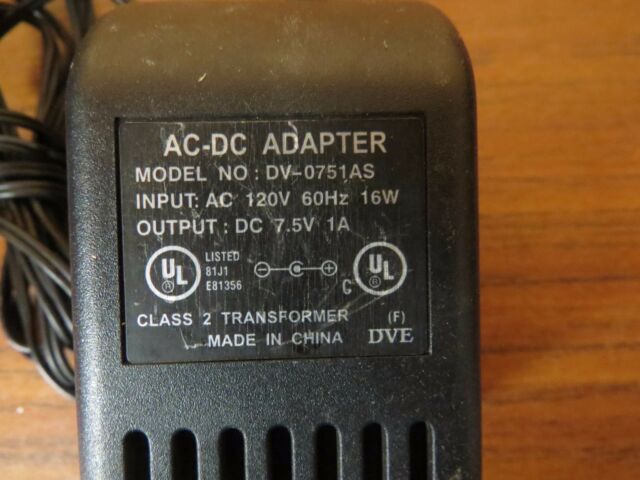 AC-DC ADAPTER
MODEL NO : DV-0751AS
INPUT: AC 120V 60Hz 16W
OUTPUT : DC 7.5V 1A
UL
®
LISTED
81J1
E81356
- +
C
UL
®
CLASS 2 TRANSFORMER
(F)
MADE IN CHINA
DVE